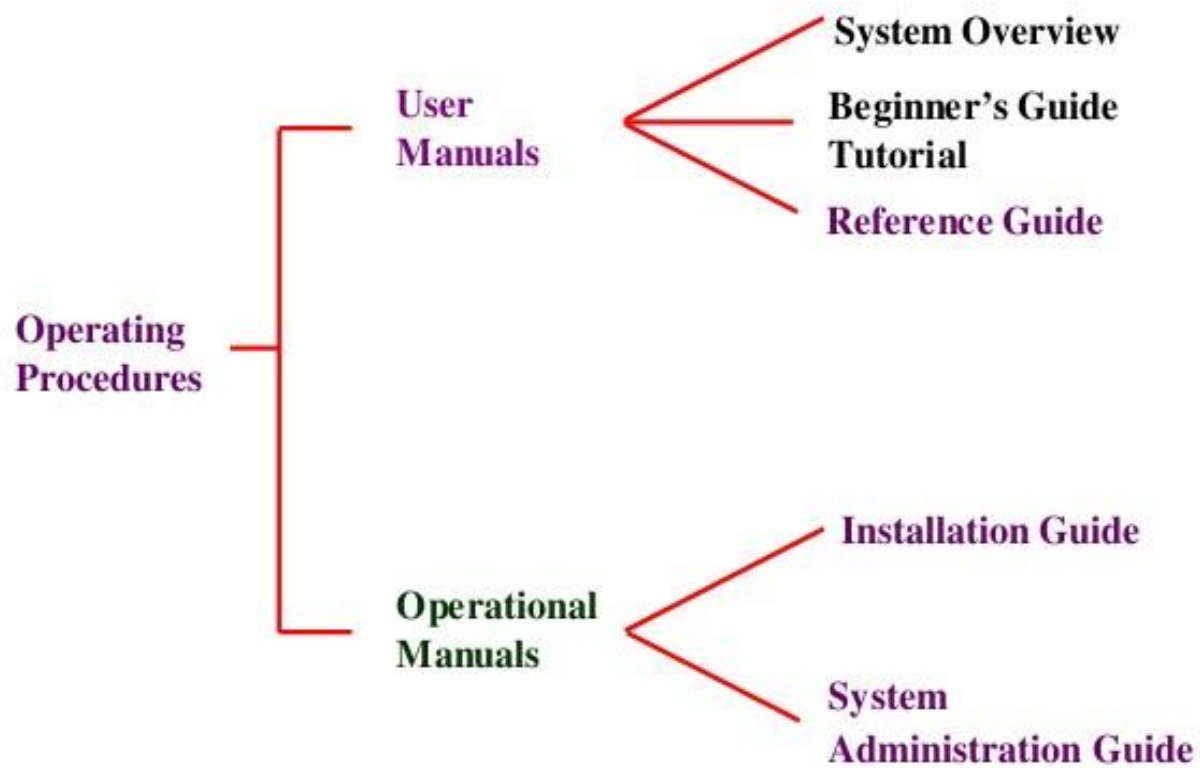 System Overview
User
Manuals
Beginner’s Guide
Tutorial
Reference Guide
Operating
Procedures
Installation Guide
Operational
Manuals
System
Administration Guide